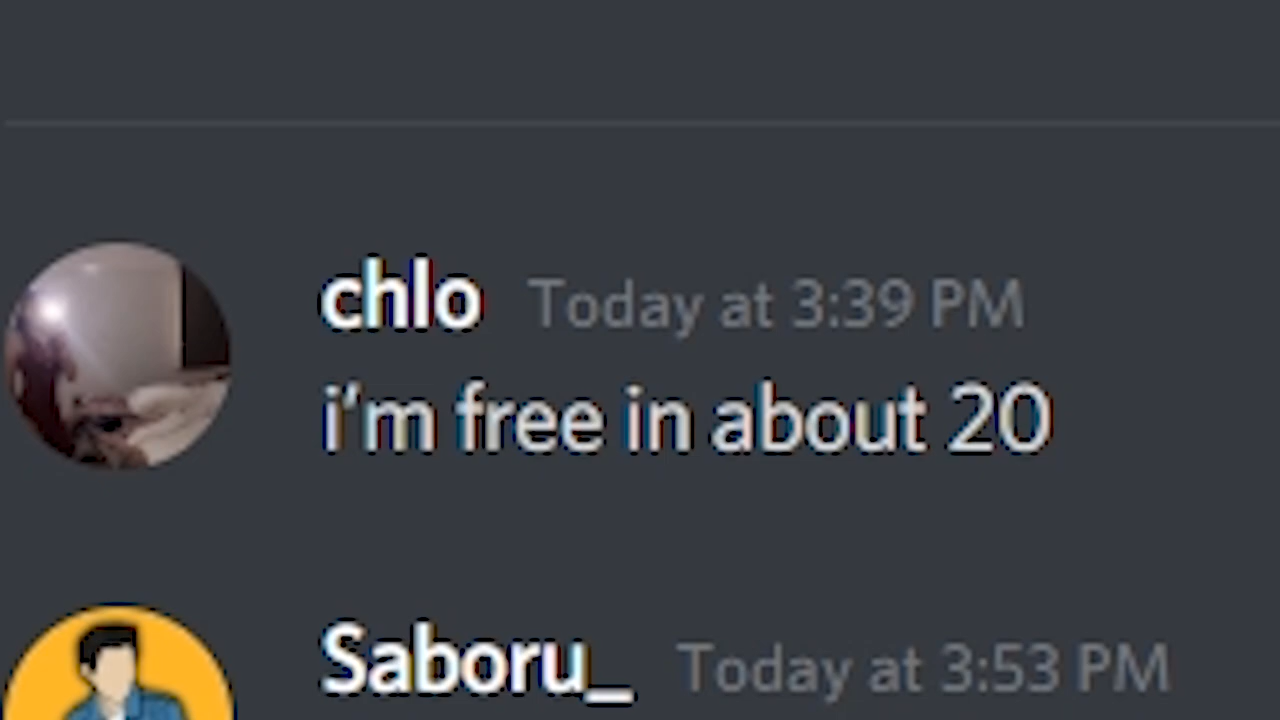 chlo Today at 3:39 PM
i'm free in about 20
Saboru_ Today at 3:53 PM